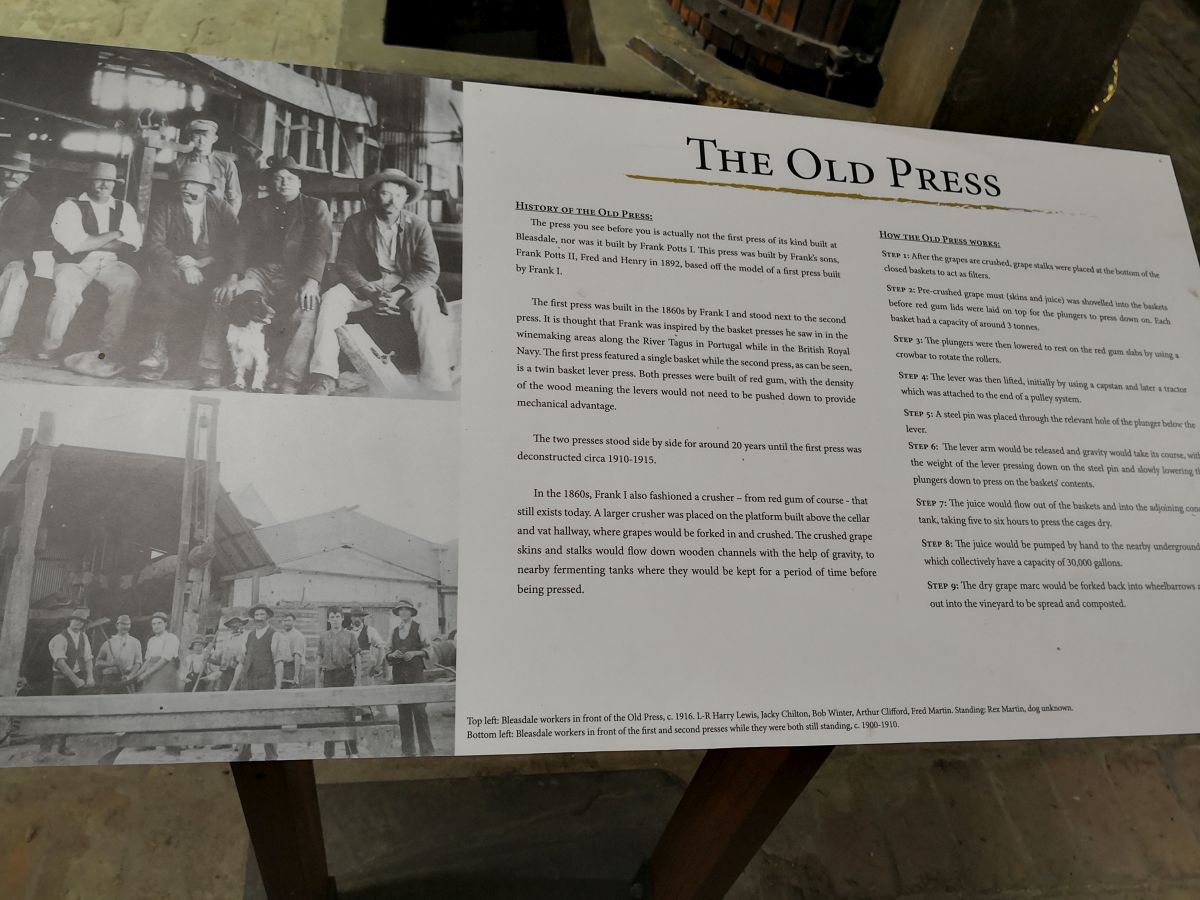 THE OLD PRESS
HISTORY OF THE OLD PRESS:
The press you see before you is actually not the first press of its kind built at
Bleasdale, nor was it built by Frank Potts I. This press was built by Frank's sons,
Frank Potts II, Fred and Henry in 1892, based off the model of a first press built
by Frank I.
The first press was built in the 1860s by Frank I and stood next to the second
press. It is thought that Frank was inspired by the basket presses he saw in in the
winemaking areas along the River Tagus in Portugal while in the British Royal
Navy. The first press featured a single basket while the second press, as can be seen,
is a twin basket lever press. Both presses were built of red gum, with the density
of the wood meaning the levers would not need to be pushed down to provide
mechanical advantage.
The two presses stood side by side for around 20 years until the first press was
deconstructed circa 1910-1915.
In the 1860s, Frank I also fashioned a crusher – from red gum of course - that
still exists today. A larger crusher was placed on the platform built above the cellar
and vat hallway, where grapes would be forked in and crushed. The crushed grape
skins and stalks would flow down wooden channels with the help of gravity, to
nearby fermenting tanks where they would be kept for a period of time before
being pressed.
HOW THE OLD PRESS WORKS:
STEP 1: After the grapes are crushed, grape stalks were placed at the bottom of the
closed baskets to act as filters.
STEP 2: Pre-crushed grape must (skins and juice) was shovelled into the baskets
before red gum lids were laid on top for the plungers to press down on. Each
basket had a capacity of around 3 tonnes.
STEP 3: The plungers were then lowered to rest on the red gum slabs by using a
crowbar to rotate the rollers.
STEP 4: The lever was then lifted, initially by using a capstan and later a tractor
which was attached to the end of a pulley system.
STEP 5: A steel pin was placed through the relevant hole of the plunger below the
lever.
STEP 6: The lever arm would be released and gravity would take its course, with
the weight of the lever pressing down on the steel pin and slowly lowering
plungers down to press on the baskets' contents.
STEP 7: The juice would flow out of the baskets and into the adjoining
tank, taking five to six hours to press the cages dry.
STEP 8: The juice would be pumped by hand to the nearby underground
which collectively have a capacity of 30,000 gallons.
STEP 9: The dry grape marc would be forked back into wheelbarrows
out into the vineyard to be spread and composted.
Top left: Bleasdale workers in front of the Old Press, c. 1916. L-R Harry Lewis, Jacky Chilton, Bob Winter, Arthur Clifford, Fred Martin. Standing: Rex Martin, dog unknown.
Bottom left: Bleasdale workers in front of the first and second presses while they were both still standing, c. 1900-1910.